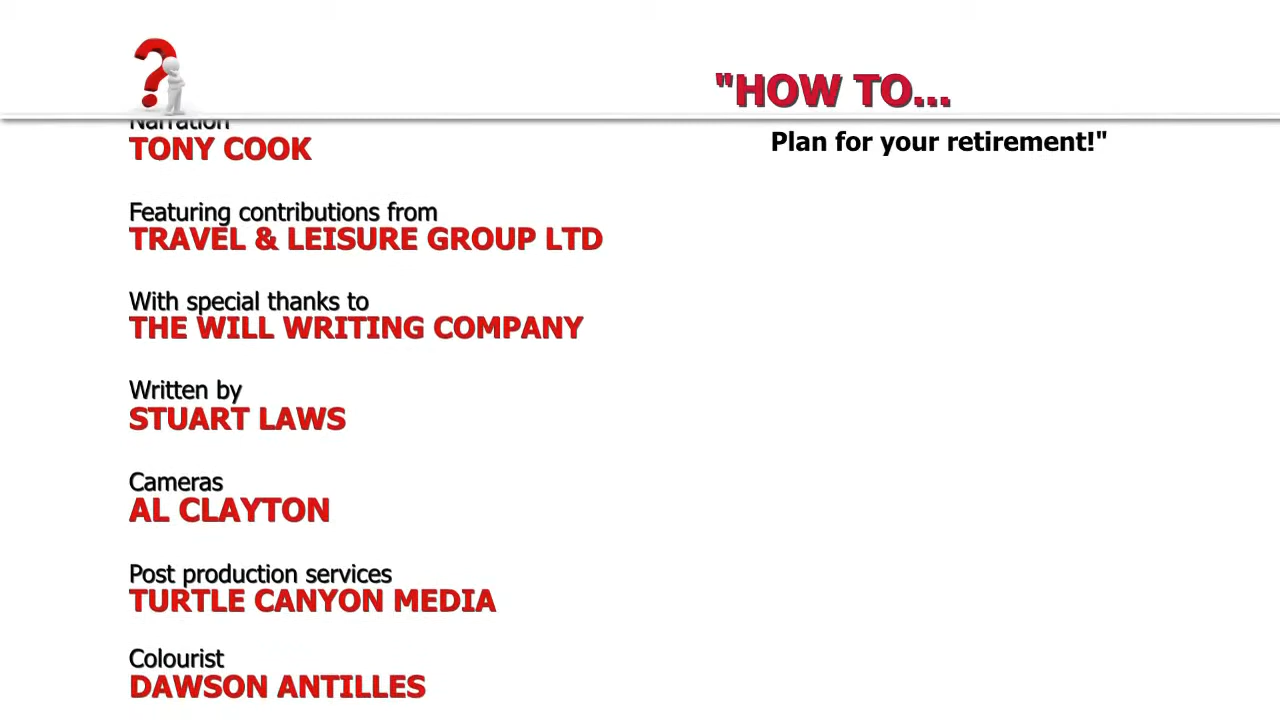 "HOW TO...
Plan for your retirement!"
Narration
TONY COOK
Featuring contributions from
TRAVEL & LEISURE GROUP LTD
With special thanks to
THE WILL WRITING COMPANY
Written by
STUART LAWS
Cameras
AL CLAYTON
Post production services
TURTLE CANYON MEDIA
Colourist
DAWSON ANTILLES